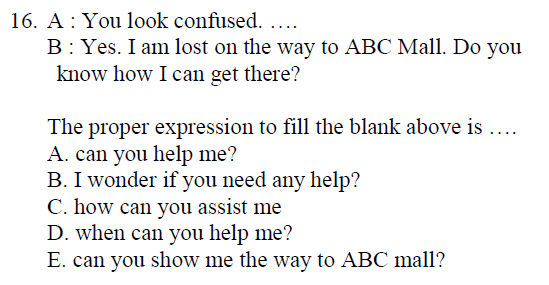 16. A : You look confused. ….
B : Yes. I am lost on the way to ABC Mall. Do you
know how I can get there?
The proper expression to fill the blank above is ….
A. can you help me?
B. I wonder if you need any help?
C. how can you assist me
D. when can you help me?
E. can you show me the way to ABC mall?